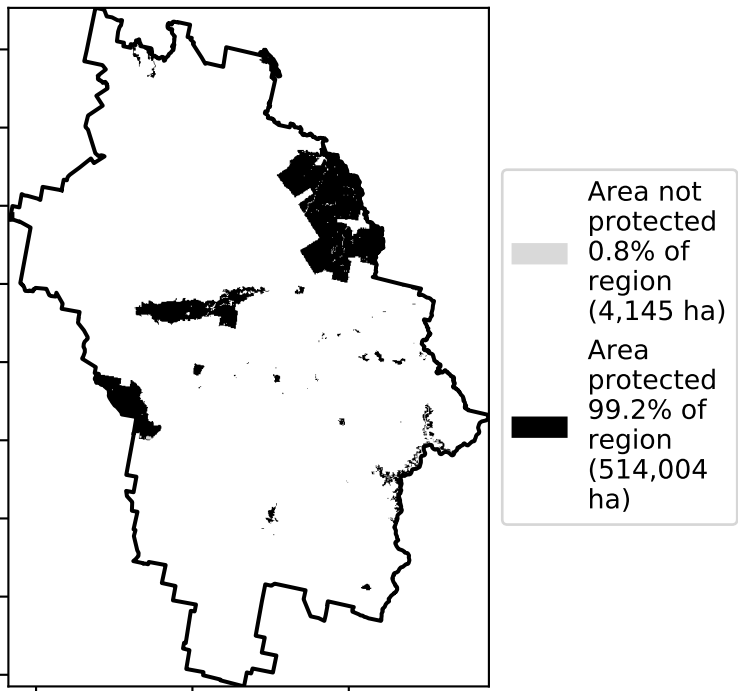 Area not
protected
0.8% of
region
(4,145 ha)
Area
protected
99.2% of
region
(514,004
ha)